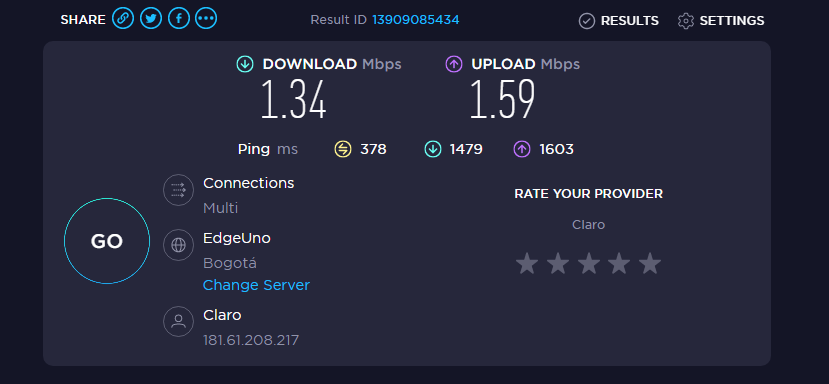 SHARE Result ID 13909085434 RESULTS SETTINGS
DOWNLOAD Mbps UPLOAD Mbps
1.34 1.59
Ping ms 378 1479 1603
Connections
Multi
GO
EdgeUno
Bogotá
Change Server
Claro
181.61.208.217
RATE YOUR PROVIDER
Claro